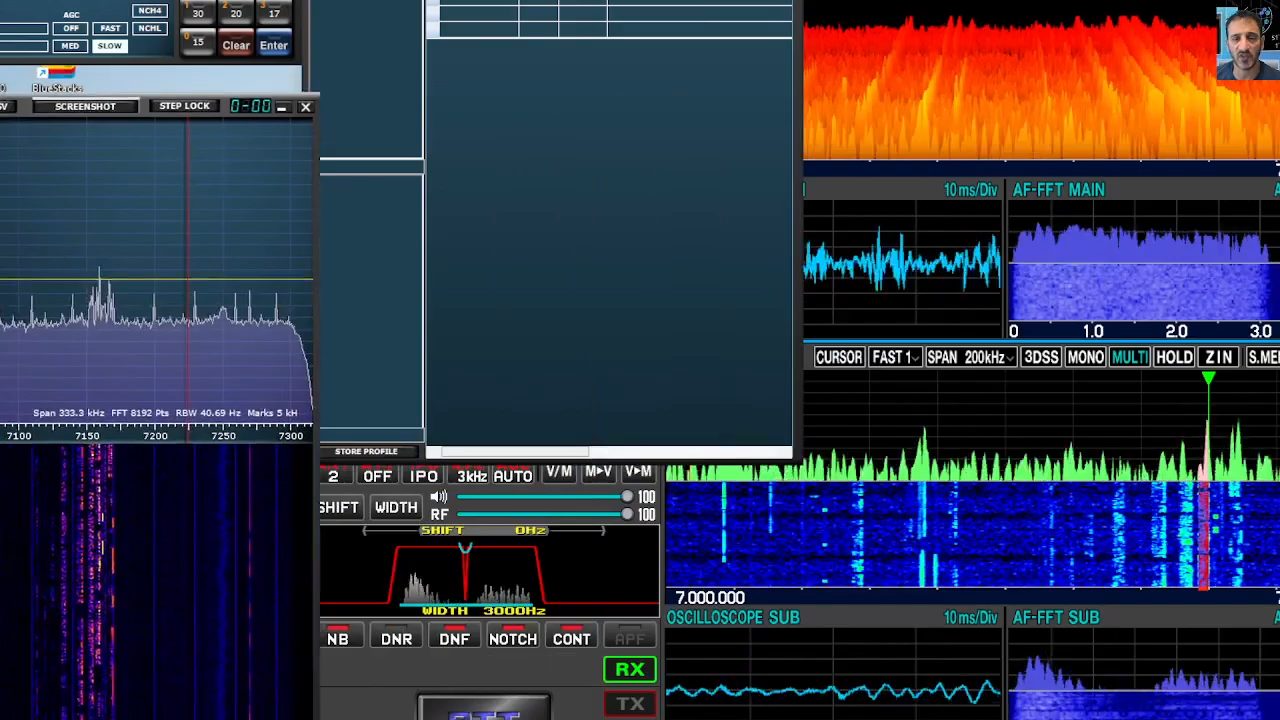 AGC
NCH4
OFF
FAST
NCHL
MED
SLOW
1
30
2
20
3
17
0
15
Clear
Enter
BlueStacks
SCREENSHOT
STEP LOCK
0-00
Span 333.3 kHz FFT 8192 Pts RBW 40.69 Hz Marks 5 kH
7100 7150 7200 7250 7300
STORE PROFILE
10 ms/Div
AF-FFT MAIN
0 1.0 2.0 3.0
CURSOR FAST 1 SPAN 200kHz 3DSS MONO MULTI HOLD Z IN S.ME
2 OFF IPO 3kHz AUTO V/M M►V V►M
SHIFT WIDTH
100
RF 100
SHIFT 0Hz
WIDTH 3000Hz
NB DNR DNF NOTCH CONT APF
RX
TX
7.000.000
OSCILLOSCOPE SUB
10 ms/Div
AF-FFT SUB